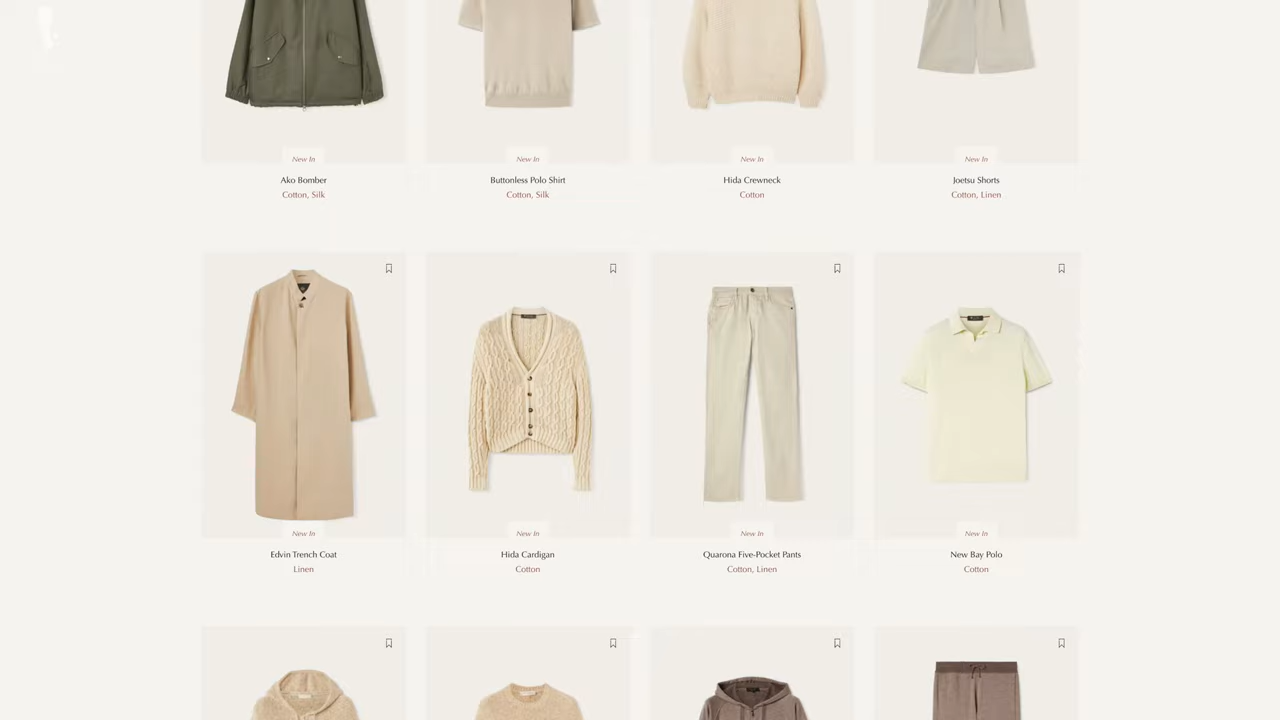 New In
New In
New In
New In
Ako Bomber
Buttonless Polo Shirt
Hida Crewneck
Joetsu Shorts
Cotton, Silk
Cotton, Silk
Cotton
Cotton, Linen
New In
New In
New In
New In
Edvin Trench Coat
Hida Cardigan
Quarona Five-Pocket Pants
New Bay Polo
Linen
Cotton
Cotton, Linen
Cotton